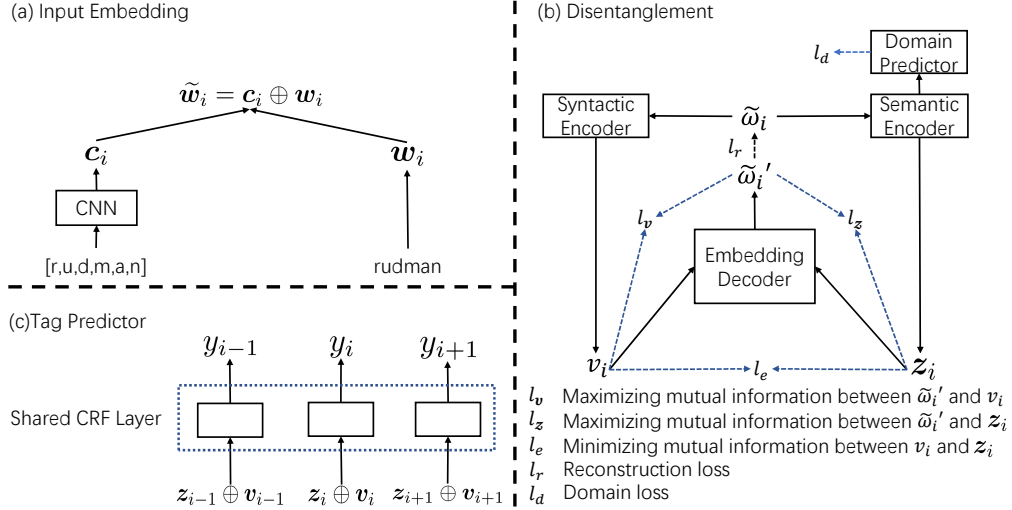 (a) Input Embedding
w̃ᵢ = cᵢ ⊕ wᵢ
cᵢ
wᵢ
CNN
[r,u,d,m,a,n]
rudman
(c)Tag Predictor
yᵢ₋₁
yᵢ
yᵢ₊₁
Shared CRF Layer
zᵢ₋₁ ⊕ vᵢ₋₁
zᵢ ⊕ vᵢ
zᵢ₊₁ ⊕ vᵢ₊₁
(b) Disentanglement
l_d
Domain
Predictor
Syntactic
Encoder
ω̃ᵢ
Semantic
Encoder
l_r
ω̃ᵢ'
l_v
l_z
Embedding
Decoder
vᵢ
l_e
zᵢ
l_v Maximizing mutual information between ω̃ᵢ' and vᵢ
l_z Maximizing mutual information between ω̃ᵢ' and zᵢ
l_e Minimizing mutual information between vᵢ and zᵢ
l_r Reconstruction loss
l_d Domain loss